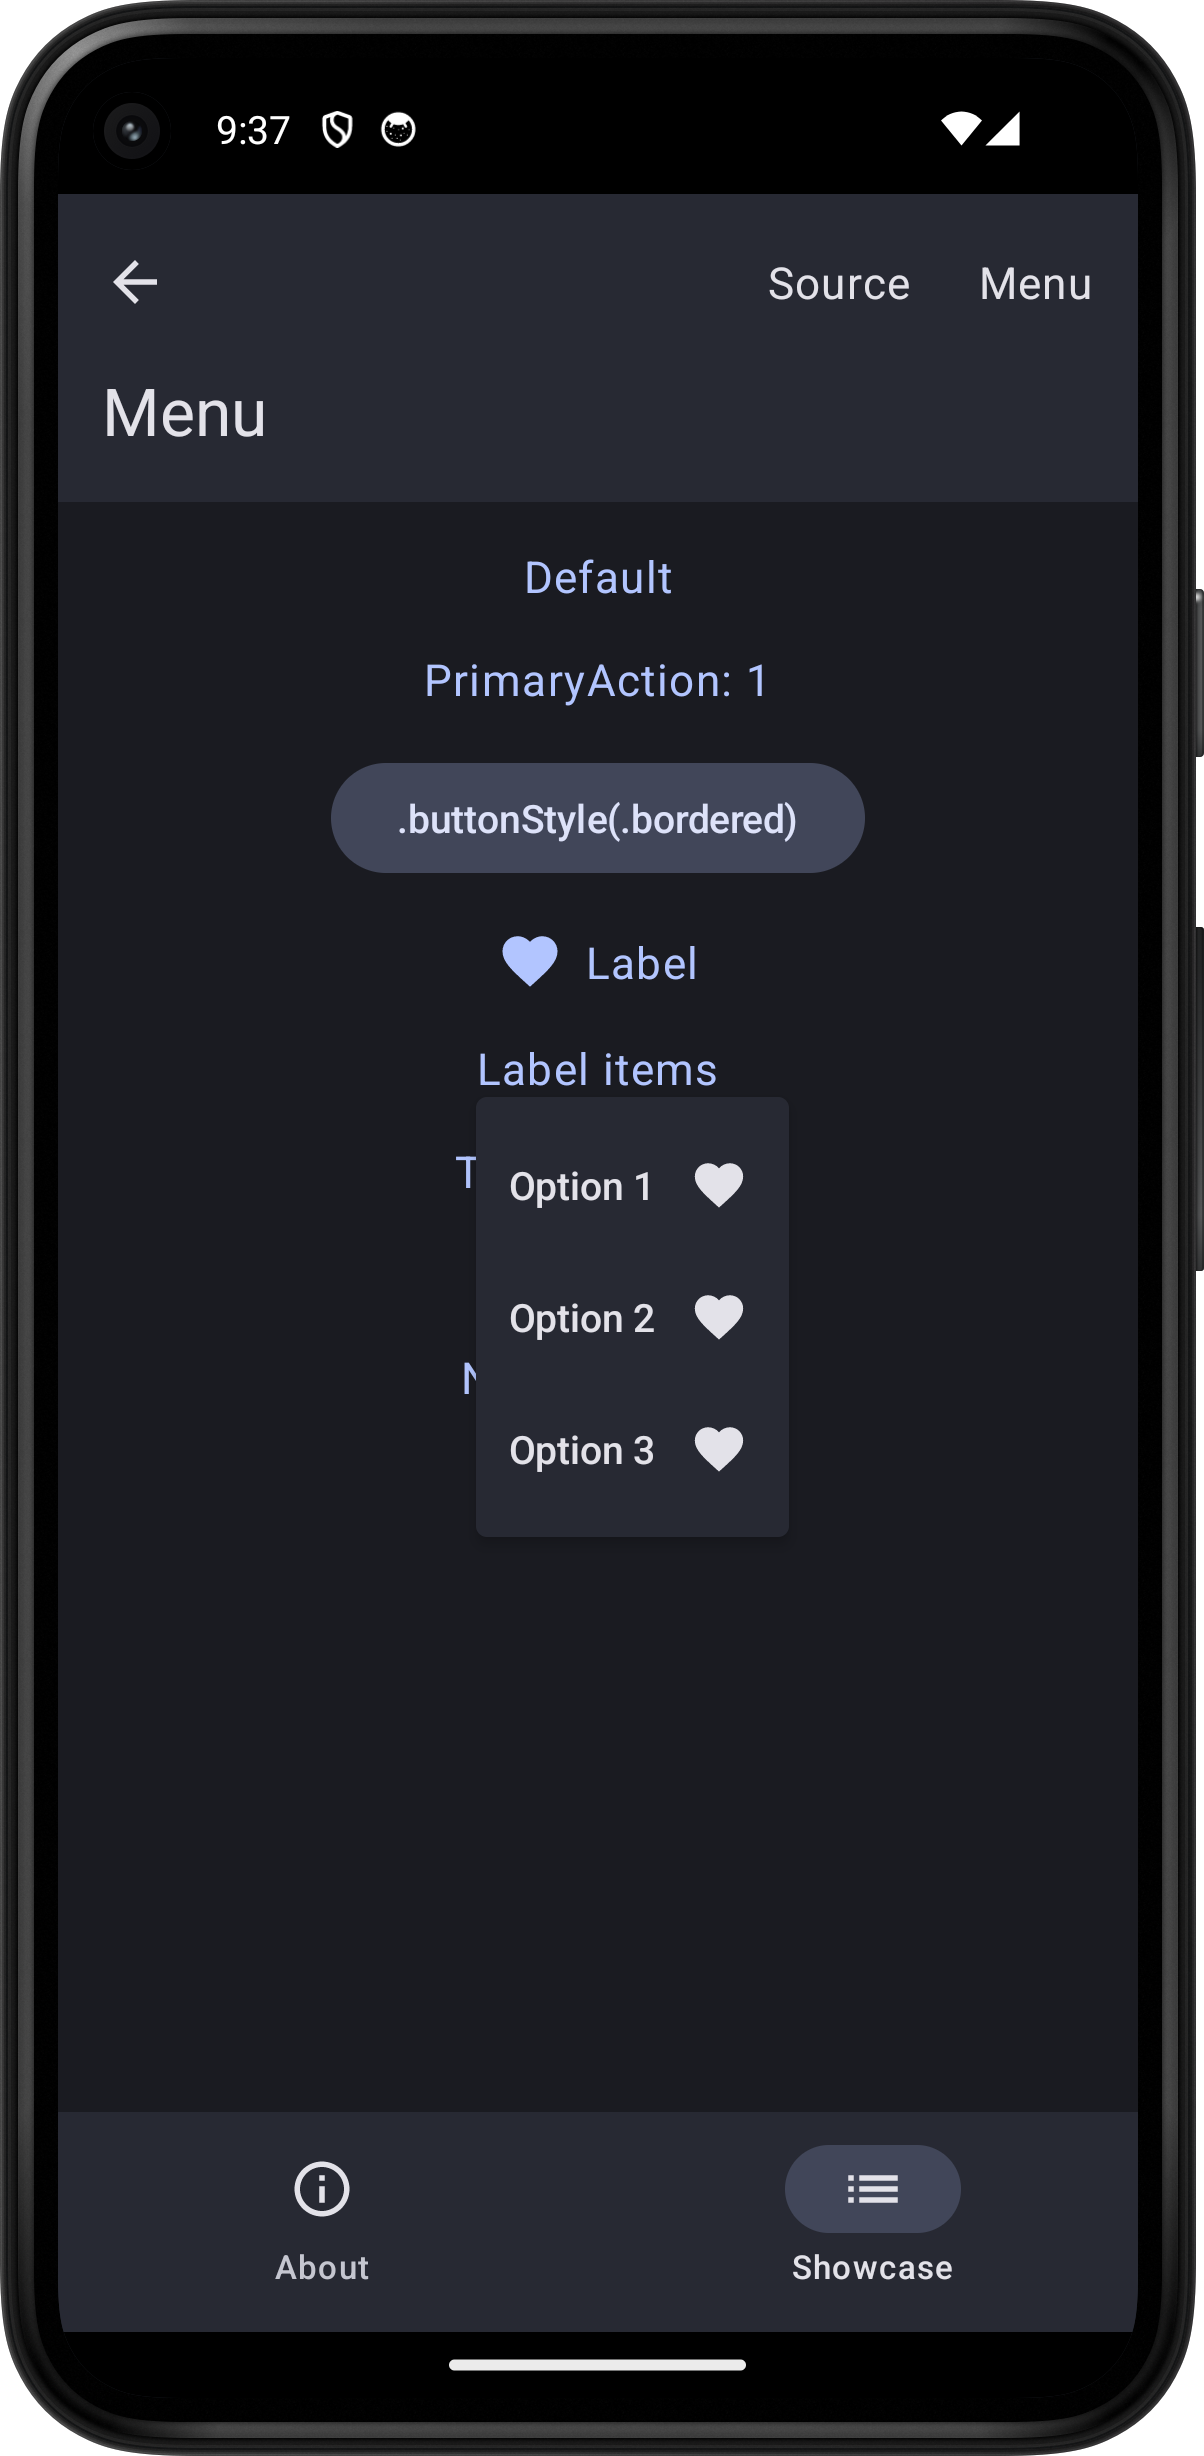 9:37
Source Menu
Menu
Default
PrimaryAction: 1
.buttonStyle(.bordered)
Label
Label items
Option 1
Option 2
Option 3
About
Showcase